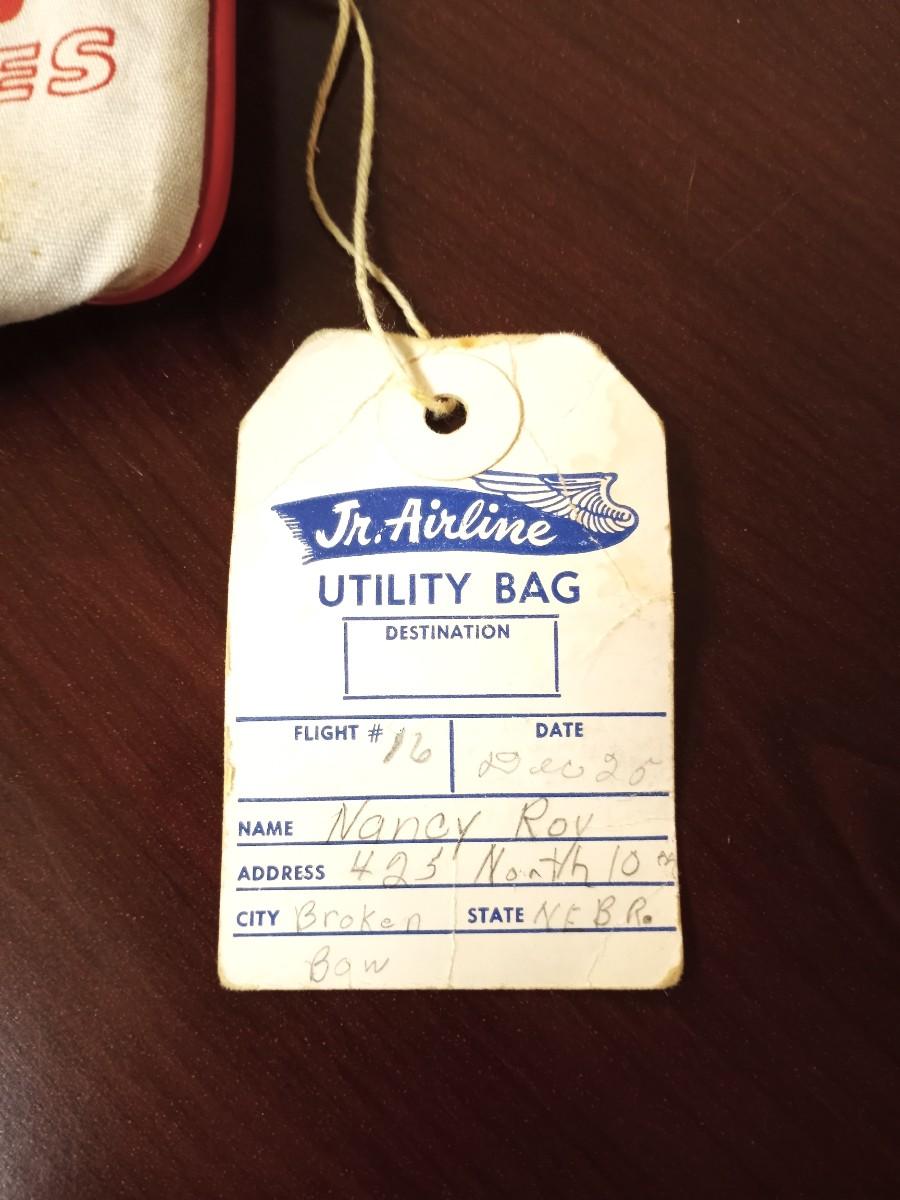 ES
Jr. Airline
UTILITY BAG
DESTINATION
FLIGHT # 16
DATE Dec 25
NAME Nancy Rov
ADDRESS 425 North 10th
CITY Broken STATE NEBR.
Bow